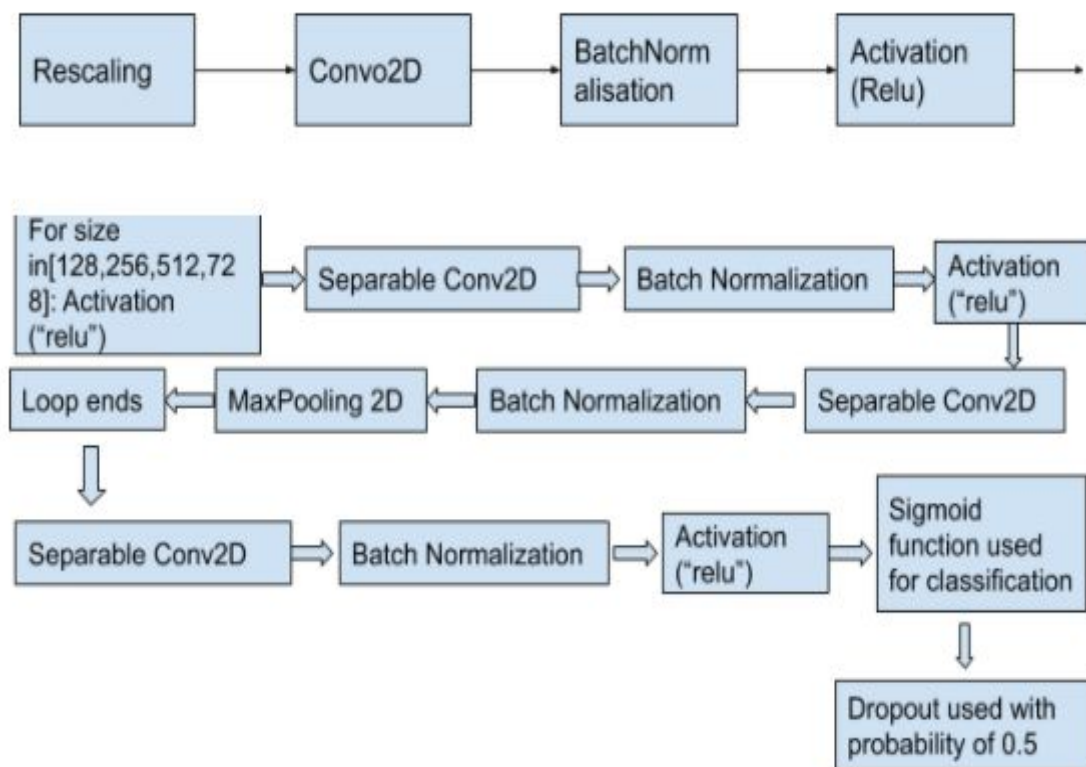 Rescaling
Convo2D
BatchNorm
alisation
Activation
(Relu)
For size
in[128,256,512,72
8]: Activation
(“relu”)
Separable Conv2D
Batch Normalization
Activation
(“relu”)
Separable Conv2D
Batch Normalization
MaxPooling 2D
Loop ends
Separable Conv2D
Batch Normalization
Activation
(“relu”)
Sigmoid
function used
for classification
Dropout used with
probability of 0.5